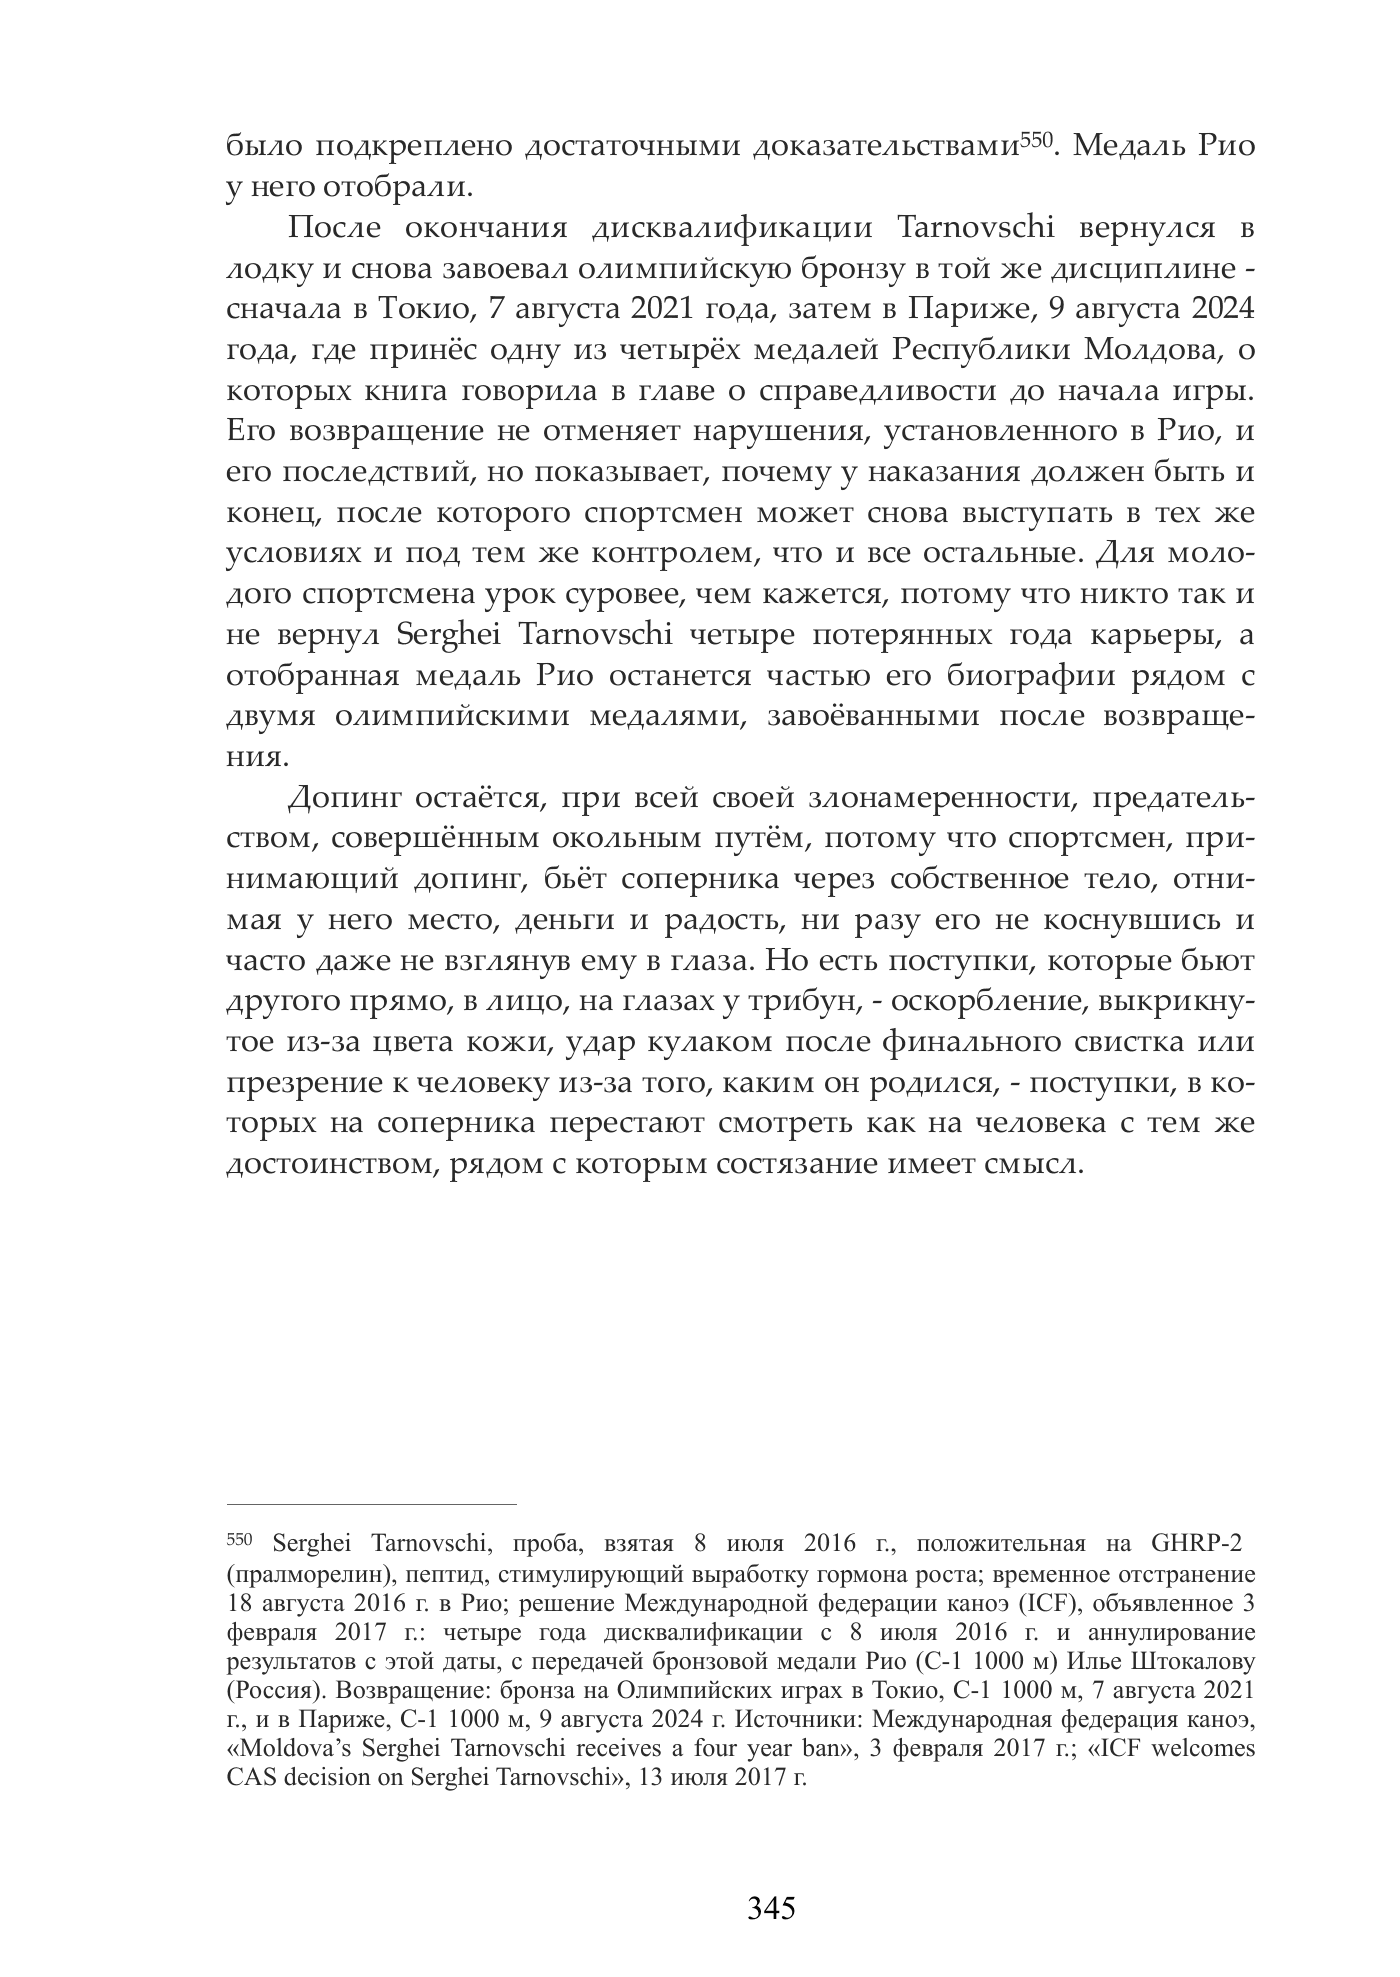 было подкреплено достаточными доказательствами⁵⁵⁰. Медаль Рио
у него отобрали.
После окончания дисквалификации Tarnovschi вернулся в
лодку и снова завоевал олимпийскую бронзу в той же дисциплине -
сначала в Токио, 7 августа 2021 года, затем в Париже, 9 августа 2024
года, где принёс одну из четырёх медалей Республики Молдова, о
которых книга говорила в главе о справедливости до начала игры.
Его возвращение не отменяет нарушения, установленного в Рио, и
его последствий, но показывает, почему у наказания должен быть и
конец, после которого спортсмен может снова выступать в тех же
условиях и под тем же контролем, что и все остальные. Для моло-
дого спортсмена урок суровее, чем кажется, потому что никто так и
не вернул Serghei Tarnovschi четыре потерянных года карьеры, а
отобранная медаль Рио останется частью его биографии рядом с
двумя олимпийскими медалями, завоёванными после возвраще-
ния.
Допинг остаётся, при всей своей злонамеренности, предатель-
ством, совершённым окольным путём, потому что спортсмен, при-
нимающий допинг, бьёт соперника через собственное тело, отни-
мая у него место, деньги и радость, ни разу его не коснувшись и
часто даже не взглянув ему в глаза. Но есть поступки, которые бьют
другого прямо, в лицо, на глазах у трибун, - оскорбление, выкрикну-
тое из-за цвета кожи, удар кулаком после финального свистка или
презрение к человеку из-за того, каким он родился, - поступки, в ко-
торых на соперника перестают смотреть как на человека с тем же
достоинством, рядом с которым состязание имеет смысл.
⁵⁵⁰ Serghei Tarnovschi, проба, взятая 8 июля 2016 г., положительная на GHRP-2
(пралморелин), пептид, стимулирующий выработку гормона роста; временное отстранение
18 августа 2016 г. в Рио; решение Международной федерации каноэ (ICF), объявленное 3
февраля 2017 г.: четыре года дисквалификации с 8 июля 2016 г. и аннулирование
результатов с этой даты, с передачей бронзовой медали Рио (C-1 1000 м) Илье Штокалову
(Россия). Возвращение: бронза на Олимпийских играх в Токио, C-1 1000 м, 7 августа 2021
г., и в Париже, C-1 1000 м, 9 августа 2024 г. Источники: Международная федерация каноэ,
«Moldova’s Serghei Tarnovschi receives a four year ban», 3 февраля 2017 г.; «ICF welcomes
CAS decision on Serghei Tarnovschi», 13 июля 2017 г.
345